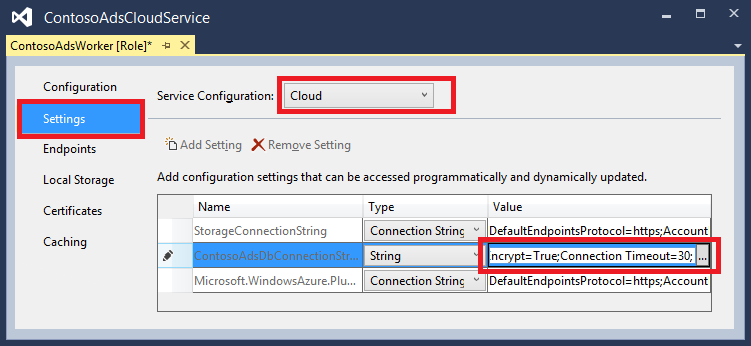 ContosoAdsCloudService
ContosoAdsWorker [Role]*
Configuration
Settings
Endpoints
Local Storage
Certificates
Caching
Service Configuration: Cloud
Add Setting Remove Setting
Add configuration settings that can be accessed programmatically and dynamically updated.
Name Type Value
StorageConnectionString Connection String DefaultEndpointsProtocol=https;Account
ContosoAdsDbConnectionStr... String ncrypt=True;Connection Timeout=30; ...
Microsoft.WindowsAzure.Plu... Connection String DefaultEndpointsProtocol=https;Account